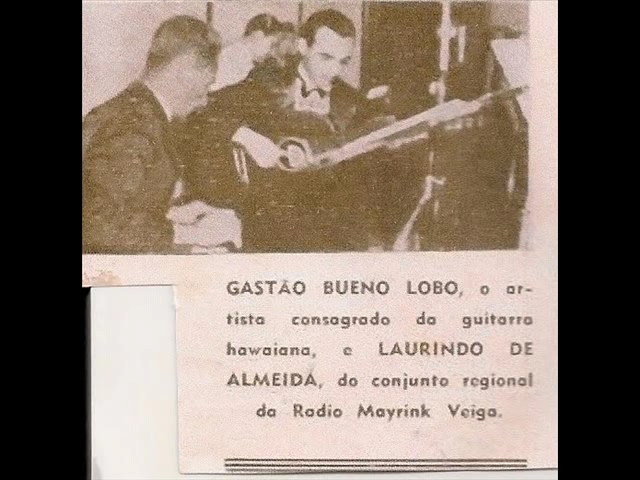 GASTÃO BUENO LOBO, o ar-
tista consagrado da guitarra
hawaiana, e LAURINDO DE
ALMEIDA, do conjunto regional
da Radio Mayrink Veiga.